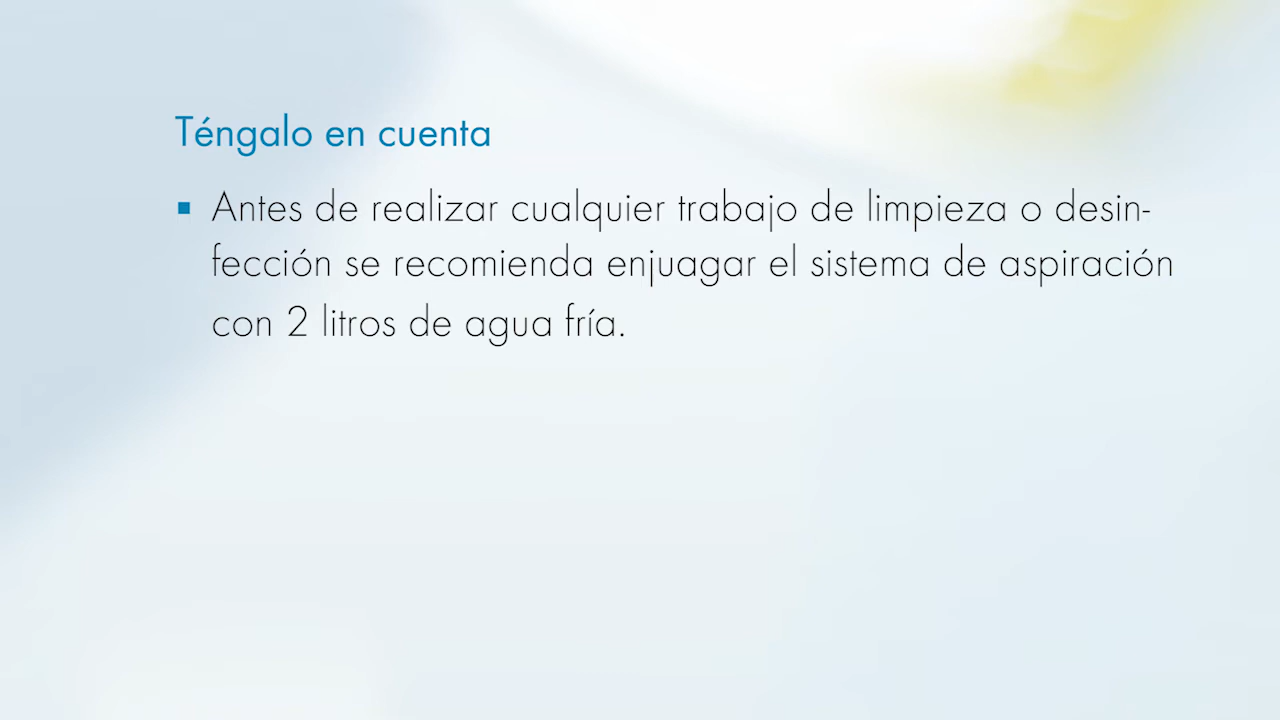 Téngalo en cuenta
▪ Antes de realizar cualquier trabajo de limpieza o desin-
fección se recomienda enjuagar el sistema de aspiración
con 2 litros de agua fría.